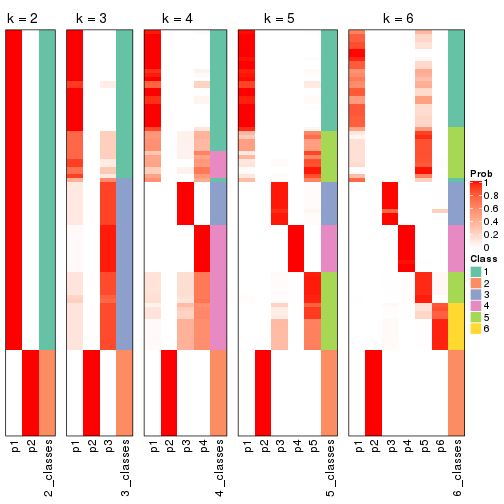 k = 2
k = 3
k = 4
k = 5
k = 6
Prob
1
0.8
0.6
0.4
0.2
0
Class
1
2
3
4
5
6
p1
p2
2_classes
p1
p2
p3
3_classes
p1
p2
p3
p4
4_classes
p1
p2
p3
p4
p5
5_classes
p1
p2
p3
p4
p5
p6
6_classes